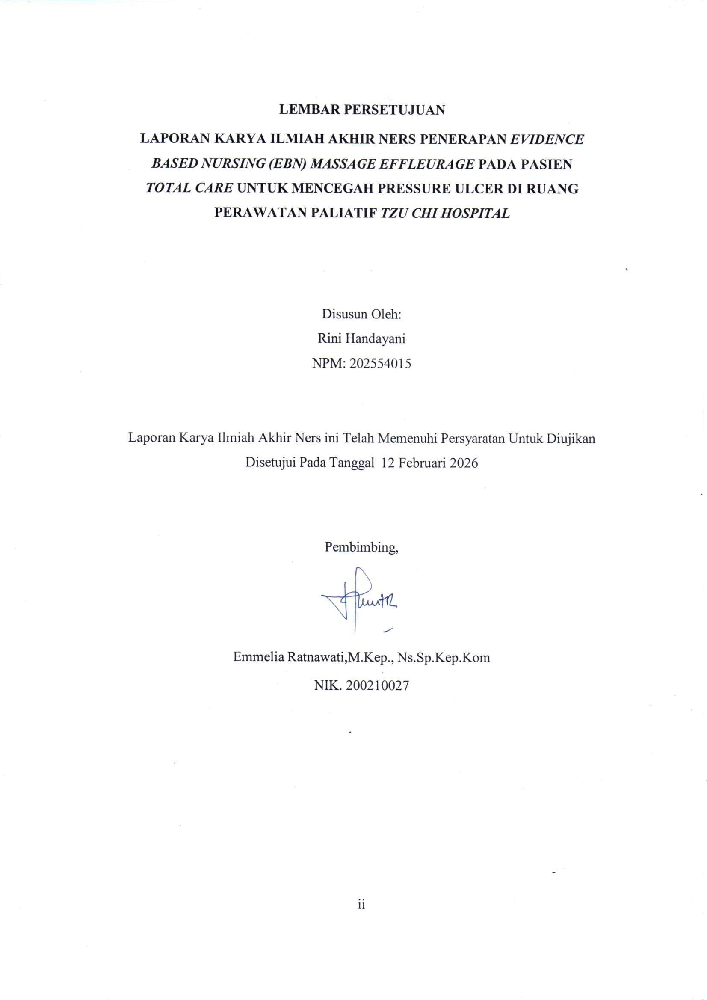 LEMBAR PERSETUJUAN
LAPORAN KARYA ILMIAH AKHIR NERS PENERAPAN EVIDENCE
BASED NURSING (EBN) MASSAGE EFFLEURAGE PADA PASIEN
TOTAL CARE UNTUK MENCEGAH PRESSURE ULCER DI RUANG
PERAWATAN PALIATIF TZU CHI HOSPITAL
Disusun Oleh:
Rini Handayani
NPM: 202554015
Laporan Karya Ilmiah Akhir Ners ini Telah Memenuhi Persyaratan Untuk Diujikan
Disetujui Pada Tanggal  12 Februari 2026
Pembimbing,
Emmelia Ratnawati,M.Kep., Ns.Sp.Kep.Kom
NIK. 200210027
ii